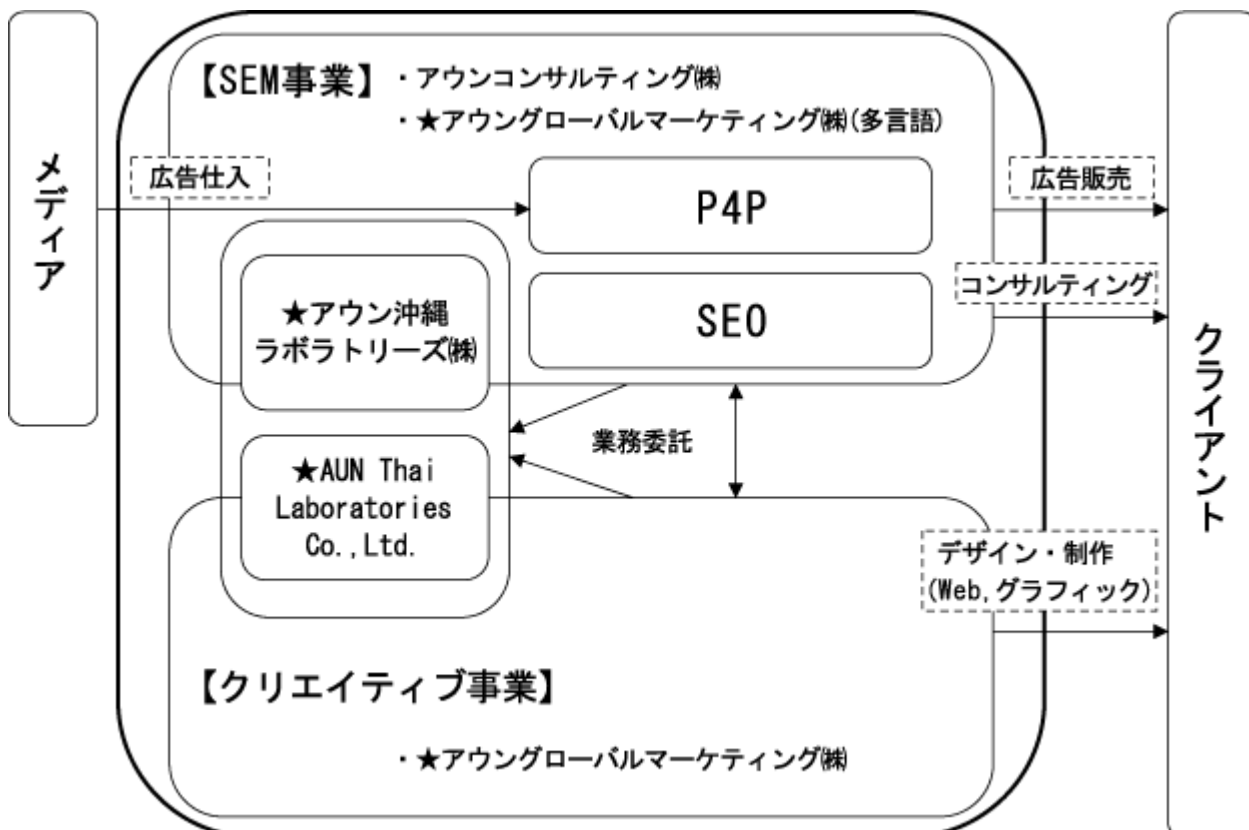 メディア
【SEM事業】 ・アウンコンサルティング㈱
・★アウングローバルマーケティング㈱(多言語)
広告仕入
P4P
広告販売
SEO
コンサルティング
★アウン沖縄
ラボラトリーズ㈱
業務委託
★AUN Thai
Laboratories
Co.,Ltd.
クライアント
デザイン・制作
(Web,グラフィック)
【クリエイティブ事業】
・★アウングローバルマーケティング㈱